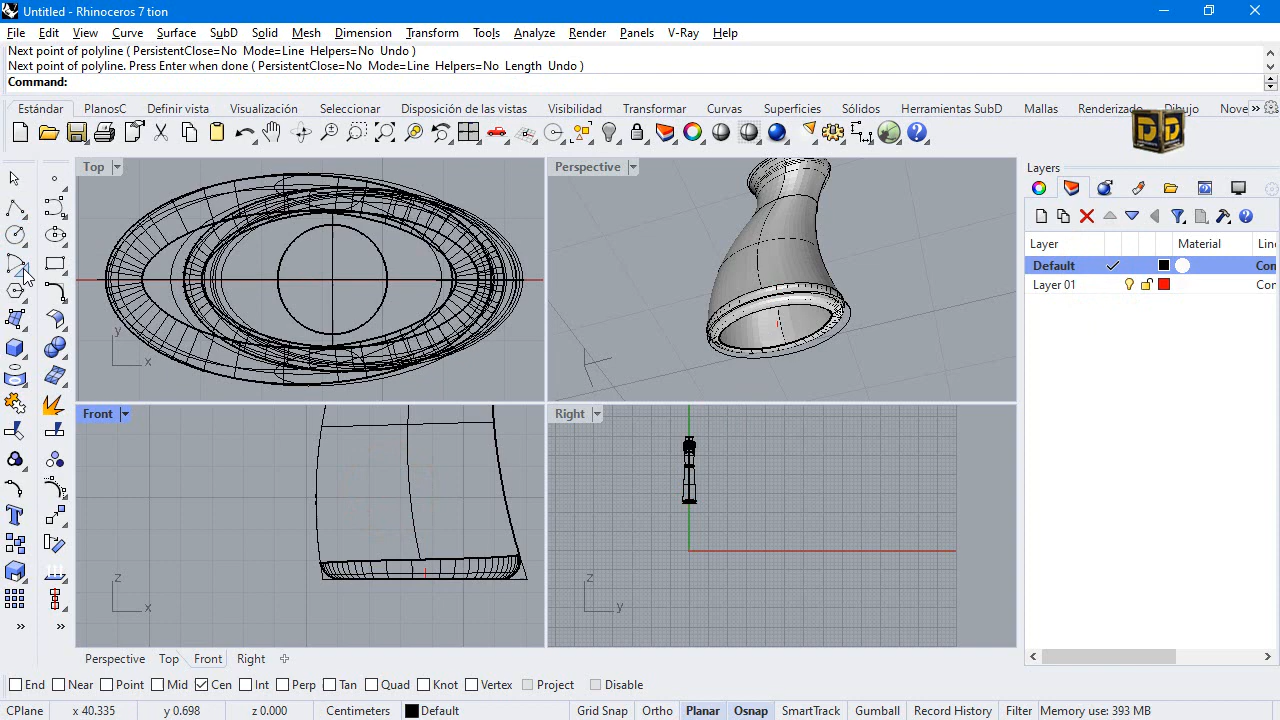 Untitled - Rhinoceros 7 tion
File Edit View Curve Surface SubD Solid Mesh Dimension Transform Tools Analyze Render Panels V-Ray Help
Next point of polyline ( PersistentClose=No Mode=Line Helpers=No Undo )
Next point of polyline. Press Enter when done ( PersistentClose=No Mode=Line Helpers=No Length Undo )
Command:
Estándar PlanosC Definir vista Visualización Seleccionar Disposición de las vistas Visibilidad Transformar Curvas Superficies Sólidos Herramientas SubD Mallas Renderizado Dibujo Nove »
Top Perspective Layers
Layer Material Line
Default Con
Layer 01 Con
y
x
Front Right
z
x
z
y
Perspective Top Front Right
End Near Point Mid Cen Int Perp Tan Quad Knot Vertex Project Disable
CPlane x 40.335 y 0.698 z 0.000 Centimeters Default Grid Snap Ortho Planar Osnap SmartTrack Gumball Record History Filter Memory use: 393 MB